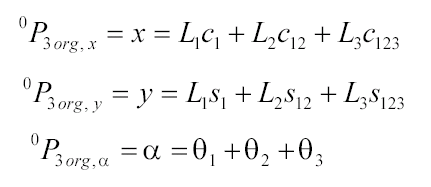 ⁰P₃ₒᵣg, ₓ = x = L₁c₁ + L₂c₁₂ + L₃c₁₂₃
⁰P₃ₒᵣg, y = y = L₁s₁ + L₂s₁₂ + L₃s₁₂₃
⁰P₃ₒᵣg, α = α = θ₁ + θ₂ + θ₃